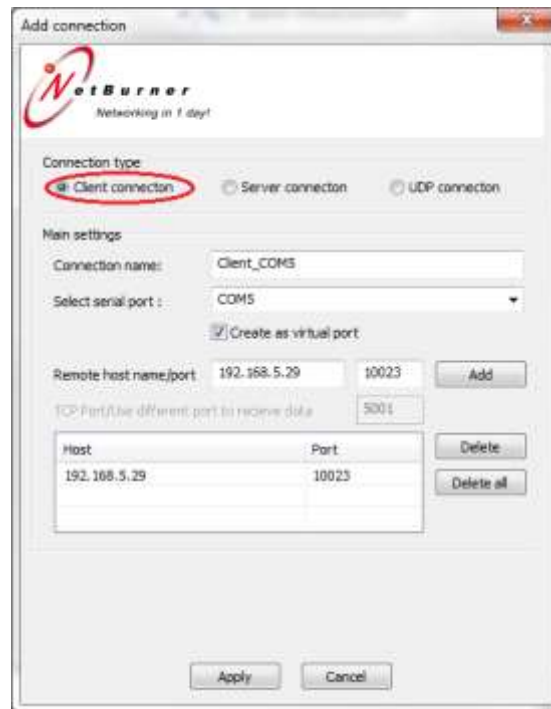 Add connection
NetBurner
Networking in 1 day!
Connection type
Client connecton
Server connecton
UDP connecton
Main settings
Connection name: Client_COM5
Select serial port : COM5
Create as virtual port
Remote host name/port 192.168.5.29 10023 Add
TCP Port/Use different port to recieve data 5001
Host Port Delete
192.168.5.29 10023 Delete all
Apply Cancel